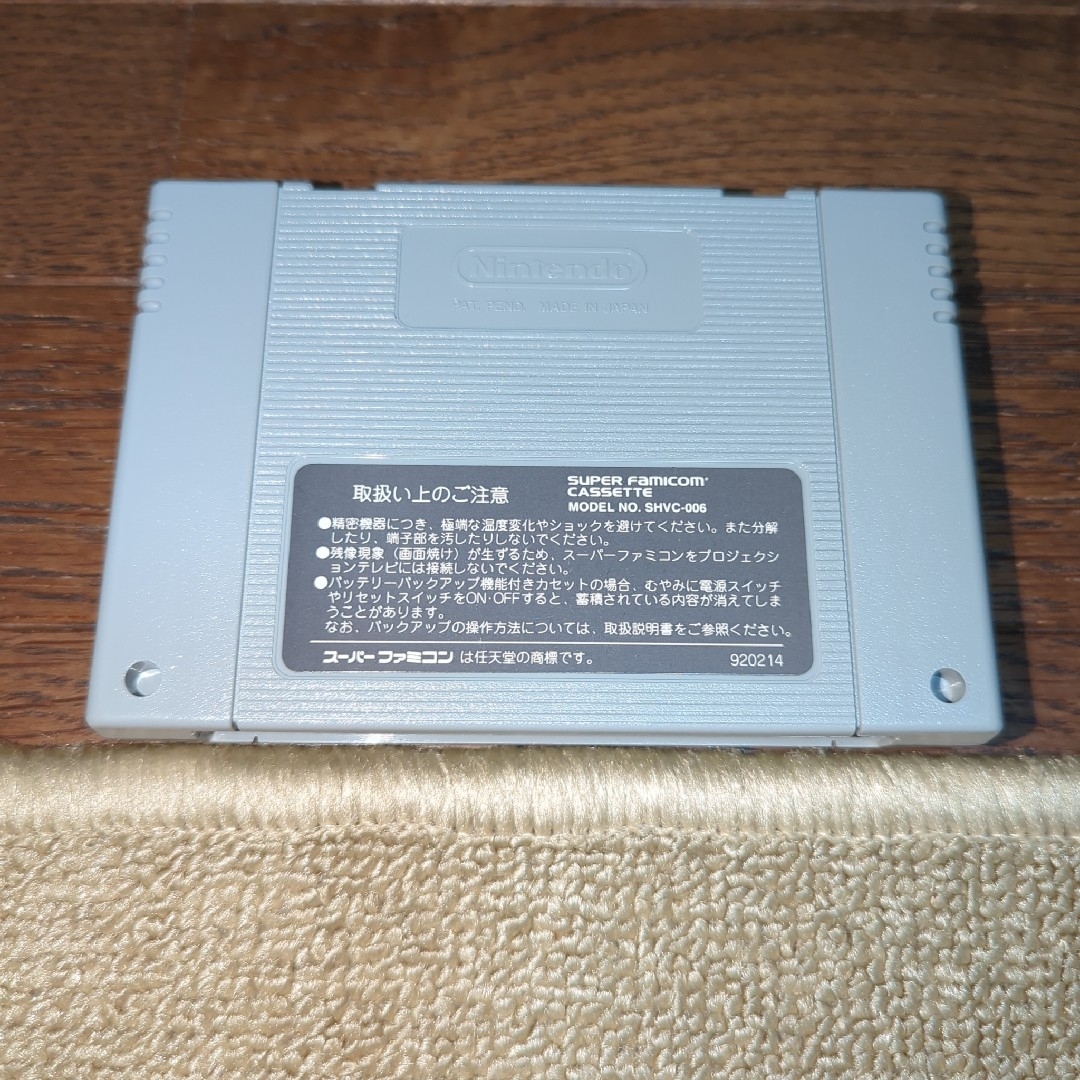 Nintendo
PAT. PEND. MADE IN JAPAN
取扱い上のご注意
SUPER FAMICOM
CASSETTE
MODEL NO. SHVC-006
●精密機器につき、極端な温度変化やショックを避けてください。また分解
したり、端子部を汚したりしないでください。
●残像現象（画面焼け）が生ずるため、スーパーファミコンをプロジェクシ
ョンテレビには接続しないでください。
●バッテリーバックアップ機能付きカセットの場合、むやみに電源スイッチ
やリセットスイッチをON·OFFすると、蓄積されている内容が消えてしま
うことがあります。
なお、バックアップの操作方法については、取扱説明書をご参照ください。
スーパーファミコン は任天堂の商標です。
920214